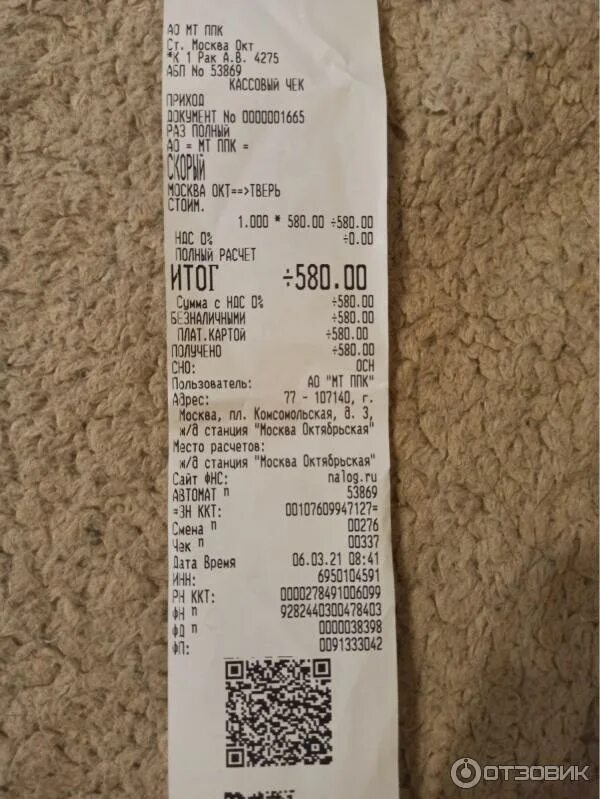 АО МТ ППК
Ст. Москва Окт
*К 1 Рак А.В. 4275
АБП No 53869
КАССОВЫЙ ЧЕК
ПРИХОД
ДОКУМЕНТ No 0000001665
РАЗ ПОЛНЫЙ
АО = МТ ППК =
СКОРЫЙ
МОСКВА ОКТ==>ТВЕРЬ
СТОИМ.
1.000 * 580.00 ÷580.00
НДС 0% ÷0.00
ПОЛНЫЙ РАСЧЕТ
ИТОГ ÷580.00
Сумма с НДС 0% ÷580.00
БЕЗНАЛИЧНЫМИ ÷580.00
ПЛАТ.КАРТОЙ ÷580.00
ПОЛУЧЕНО ÷580.00
СНО: ОСН
Пользователь: АО "МТ ППК"
Адрес: 77 - 107140, г.
Москва, пл. Комсомольская, д. 3,
ж/д станция "Москва Октябрьская"
Место расчетов:
ж/д станция "Москва Октябрьская"
Сайт ФНС: nalog.ru
АВТОМАТ n 53869
=ЗН ККТ: 00107609947127=
Смена n 00276
Чек n 00337
Дата Время 06.03.21 08:41
ИНН: 6950104591
РН ККТ: 0000278491006099
ФН n 9282440300478403
ФД n 0000038398
ФП: 0091333042
ОТЗОВИК